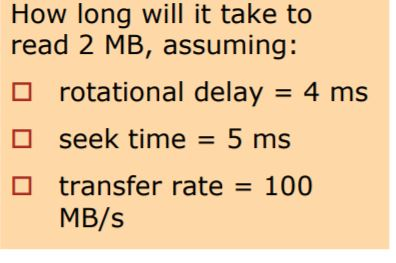 How long will it take to
read 2 MB, assuming:
rotational delay = 4 ms
seek time = 5 ms
transfer rate = 100
MB/s